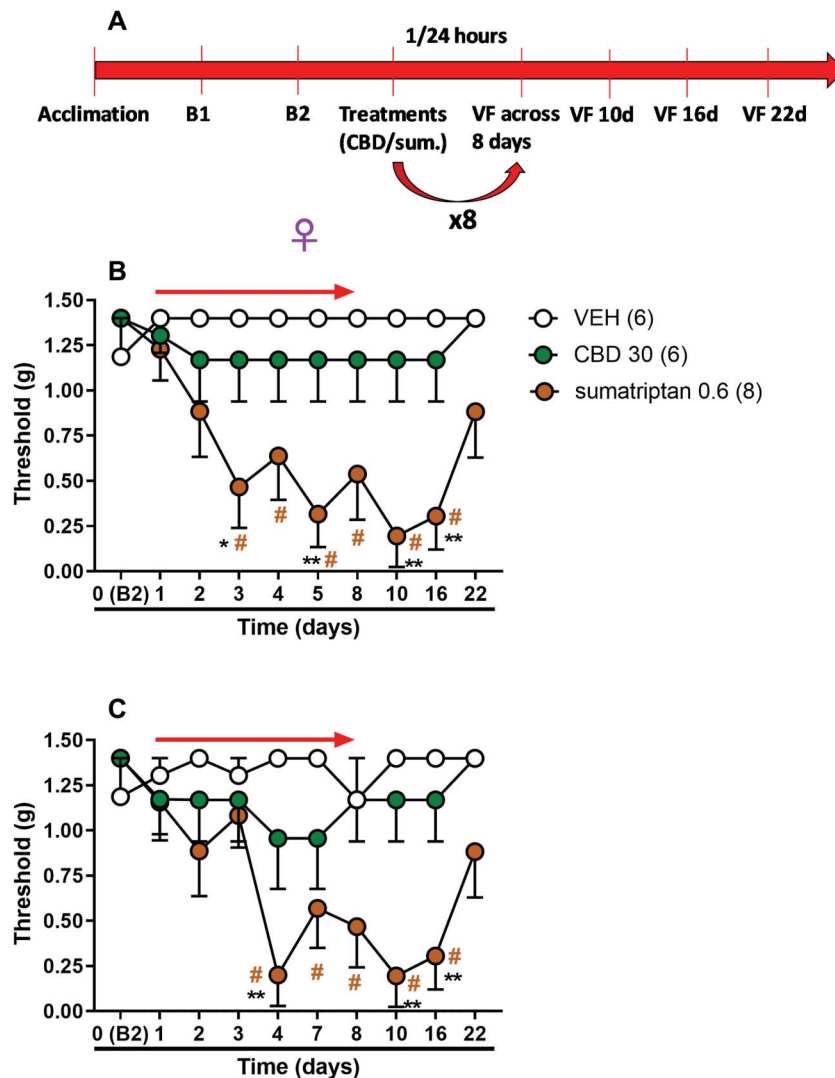 A
1/24 hours
Acclimation B1 B2 Treatments VF across VF 10d VF 16d VF 22d
(CBD/sum.) 8 days
x8
♀
B
1.50
1.25
1.00
0.75
0.50
0.25
0.00
Threshold (g)
VEH (6)
CBD 30 (6)
sumatriptan 0.6 (8)
* #
#
** #
#
#
**
#
**
0 (B2) 1 2 3 4 5 8 10 16 22
Time (days)
C
1.50
1.25
1.00
0.75
0.50
0.25
0.00
Threshold (g)
#
**
#
#
#
**
#
**
0 (B2) 1 2 3 4 7 8 10 16 22
Time (days)